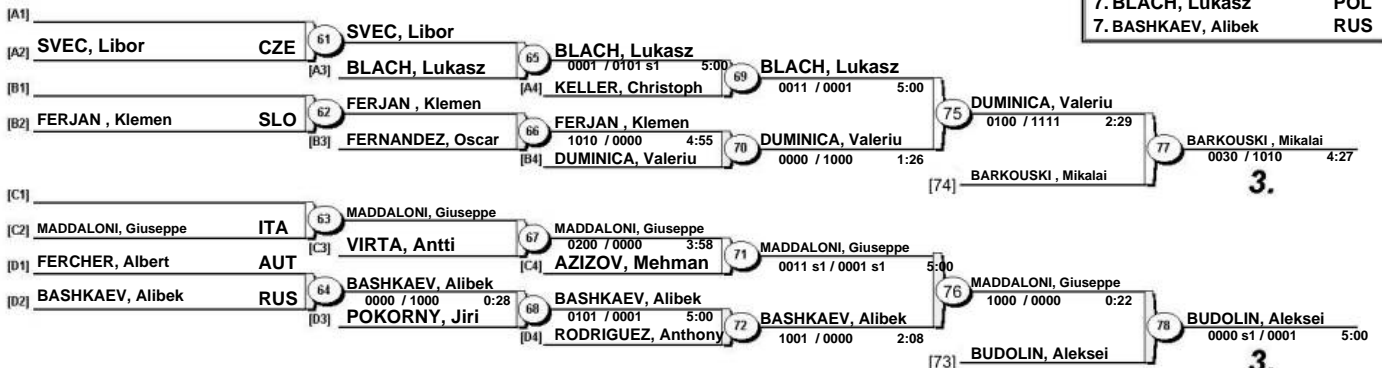 7. BLACH, Lukasz POL
7. BASHKAEV, Alibek RUS
[A1]
[A2] SVEC, Libor CZE
61
SVEC, Libor
[A3] BLACH, Lukasz
65
BLACH, Lukasz
0001 / 0101 s1 5:00
[A4] KELLER, Christoph
69
BLACH, Lukasz
0011 / 0001 5:00
[B1]
[B2] FERJAN , Klemen SLO
62
FERJAN , Klemen
[B3] FERNANDEZ, Oscar
66
FERJAN , Klemen
1010 / 0000 4:55
[B4] DUMINICA, Valeriu
70
DUMINICA, Valeriu
0000 / 1000 1:26
75
DUMINICA, Valeriu
0100 / 1111 2:29
[74] BARKOUSKI , Mikalai
77
BARKOUSKI , Mikalai
0030 / 1010 4:27
3.
[C1]
[C2] MADDALONI, Giuseppe ITA
63
MADDALONI, Giuseppe
[C3] VIRTA, Antti
67
MADDALONI, Giuseppe
0200 / 0000 3:58
[C4] AZIZOV, Mehman
71
MADDALONI, Giuseppe
0011 s1 / 0001 s1 5:00
[D1] FERCHER, Albert AUT
[D2] BASHKAEV, Alibek RUS
64
BASHKAEV, Alibek
0000 / 1000 0:28
[D3] POKORNY, Jiri
68
BASHKAEV, Alibek
0101 / 0001 5:00
[D4] RODRIGUEZ, Anthony
72
BASHKAEV, Alibek
1001 / 0000 2:08
76
MADDALONI, Giuseppe
1000 / 0000 0:22
[73] BUDOLIN, Aleksei
78
BUDOLIN, Aleksei
0000 s1 / 0001 5:00
3.